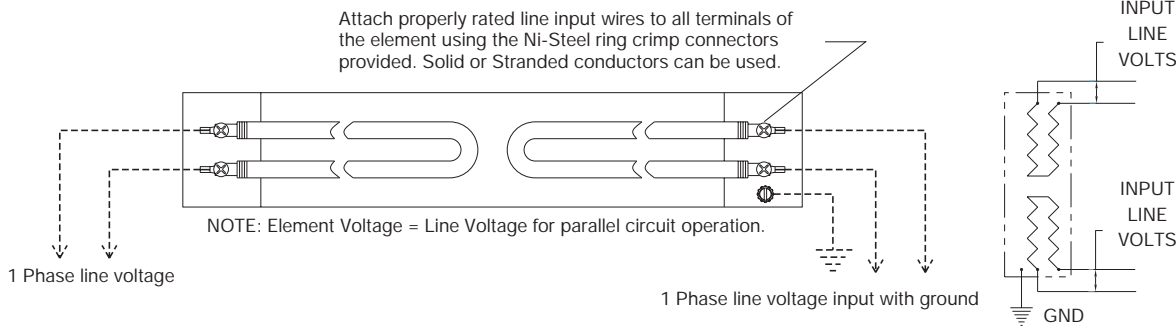 Attach properly rated line input wires to all terminals of
the element using the Ni-Steel ring crimp connectors
provided. Solid or Stranded conductors can be used.
INPUT
LINE
VOLTS
NOTE: Element Voltage = Line Voltage for parallel circuit operation.
1 Phase line voltage
1 Phase line voltage input with ground
INPUT
LINE
VOLTS
GND